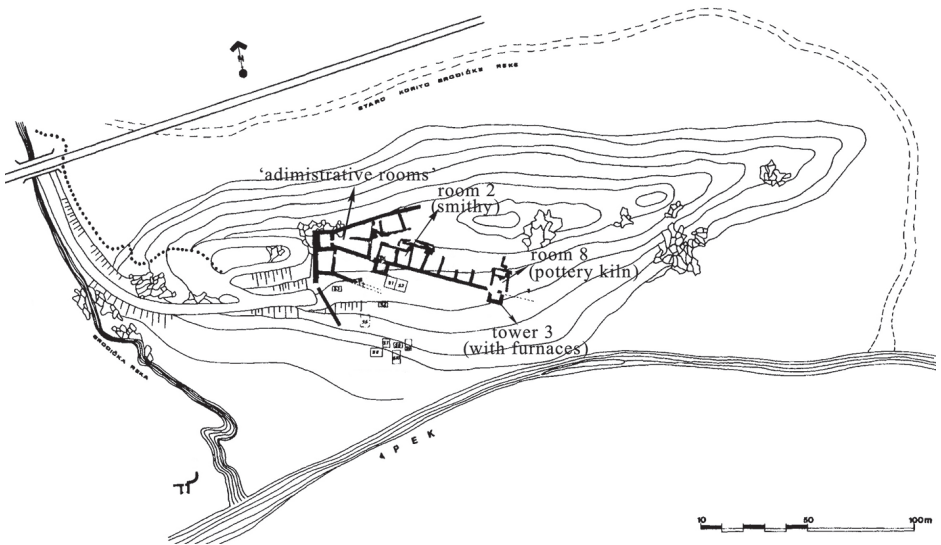 N
STARO KORITO BRODIČKE REKE
'adimistrative rooms'
room 2
(smithy)
room 8
(pottery kiln)
tower 3
(with furnaces)
BRODIČKA REKA
PEK
10
50
100m